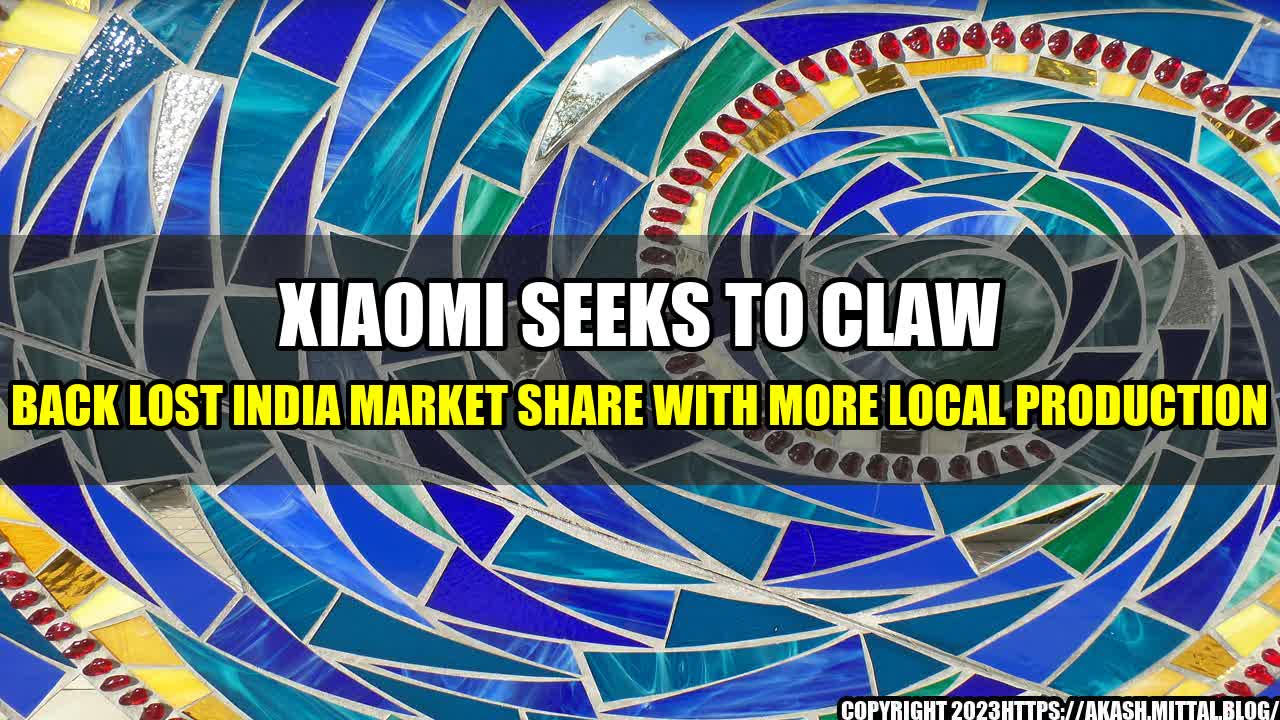 XIAOMI SEEKS TO CLAW
BACK LOST INDIA MARKET SHARE WITH MORE LOCAL PRODUCTION
COPYRIGHT 2023HTTPS://AKASH.MITTAL.BLOG/